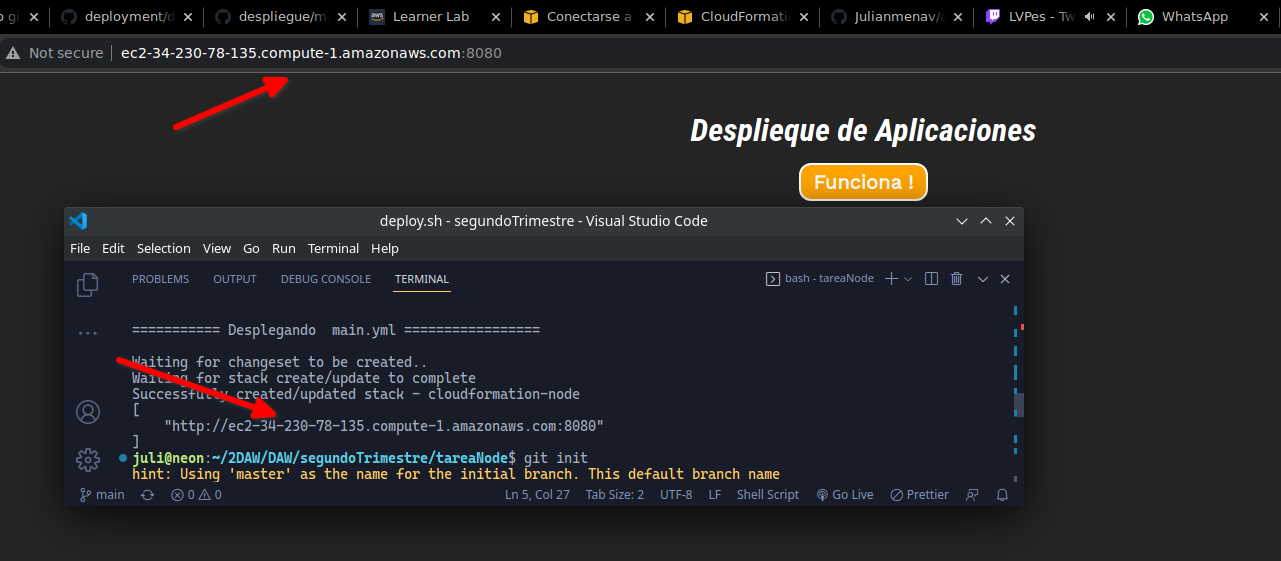 o gi
deployment/d
despliegue/m
Learner Lab
Conectarse a
CloudFormati
Julianmenav/a
LVPes - Tw
WhatsApp
Not secure ec2-34-230-78-135.compute-1.amazonaws.com:8080
Desplieque de Aplicaciones
Funciona !
deploy.sh - segundoTrimestre - Visual Studio Code
File Edit Selection View Go Run Terminal Help
PROBLEMS OUTPUT DEBUG CONSOLE TERMINAL bash - tareaNode
=========== Desplegando  main.yml =================
Waiting for changeset to be created..
Waiting for stack create/update to complete
Successfully created/updated stack - cloudformation-node
[
"http://ec2-34-230-78-135.compute-1.amazonaws.com:8080"
]
juli@neon:~/2DAW/DAW/segundoTrimestre/tareaNode$ git init
hint: Using 'master' as the name for the initial branch. This default branch name
main 0 0 Ln 5, Col 27 Tab Size: 2 UTF-8 LF Shell Script Go Live Prettier